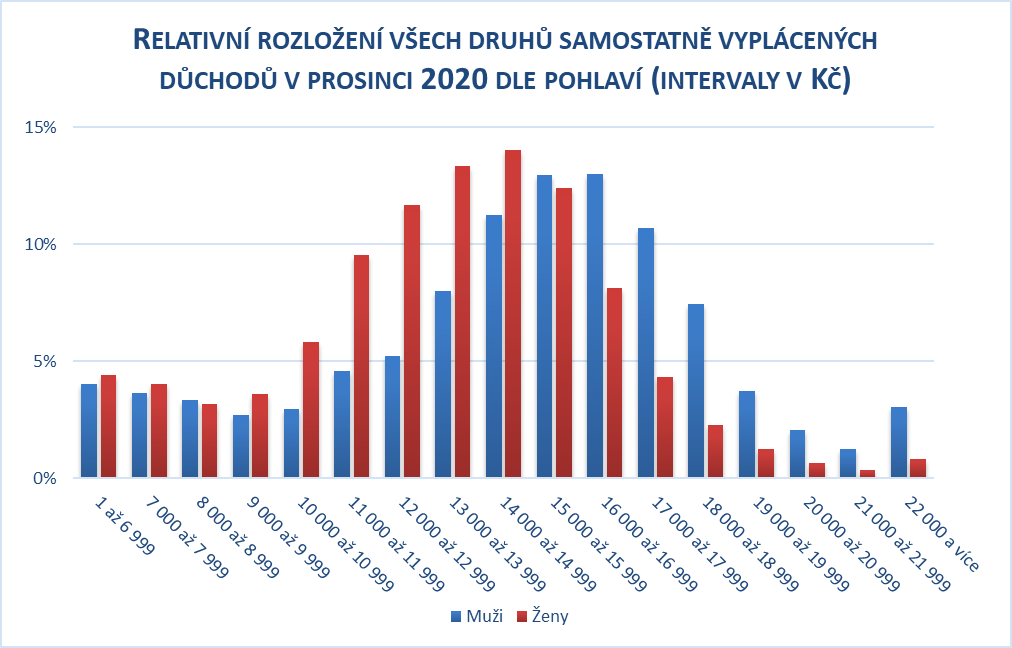 RELATIVNÍ ROZLOŽENÍ VŠECH DRUHŮ SAMOSTATNĚ VYPLÁCENÝCH
DŮCHODŮ V PROSINCI 2020 DLE POHLAVÍ (INTERVALY V KČ)
15%
10%
5%
0%
1 až 6 999
7 000 až 7 999
8 000 až 8 999
9 000 až 9 999
10 000 až 10 999
11 000 až 11 999
12 000 až 12 999
13 000 až 13 999
14 000 až 14 999
15 000 až 15 999
16 000 až 16 999
17 000 až 17 999
18 000 až 18 999
19 000 až 19 999
20 000 až 20 999
21 000 až 21 999
22 000 a více
Muži Ženy